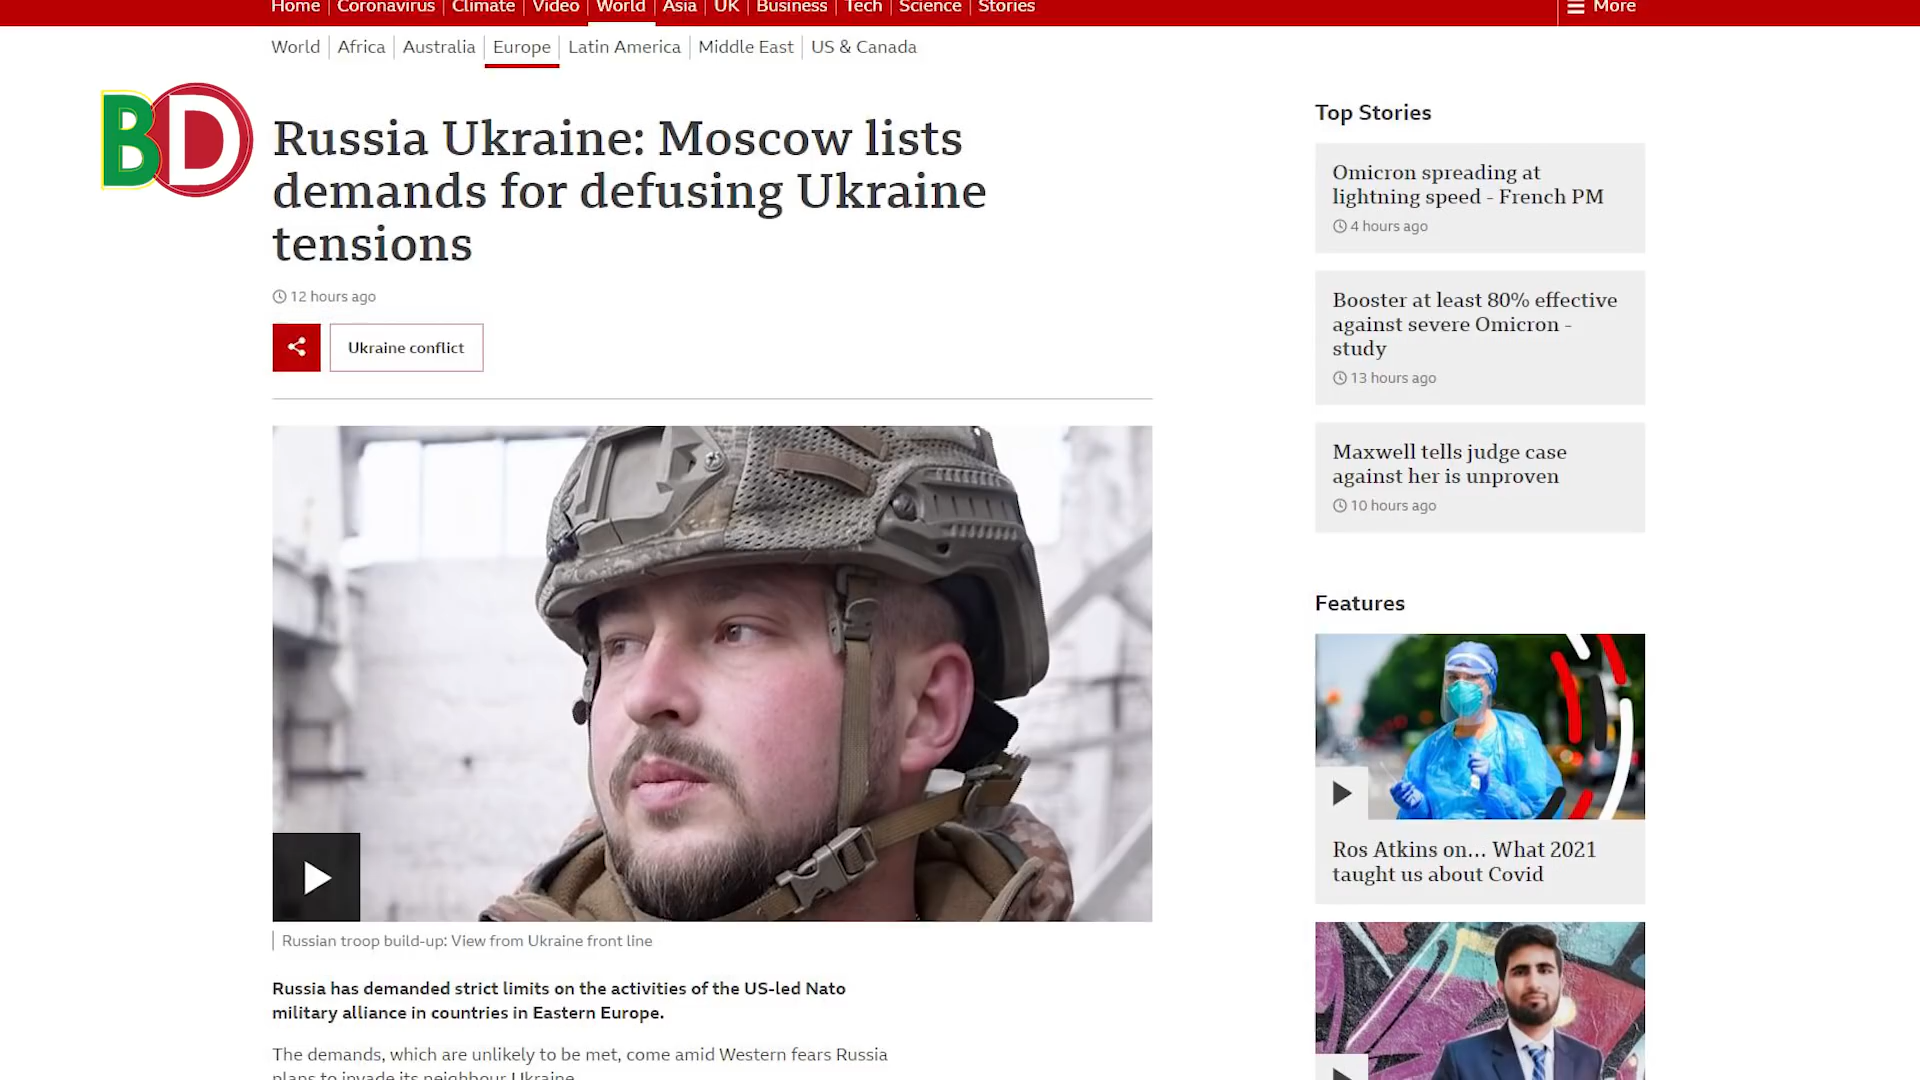 Home Coronavirus Climate Video World Asia UK Business Tech Science Stories More
World Africa Australia Europe Latin America Middle East US & Canada
BD
Russia Ukraine: Moscow lists
demands for defusing Ukraine
tensions
12 hours ago
Ukraine conflict
Russian troop build-up: View from Ukraine front line
Russia has demanded strict limits on the activities of the US-led Nato
military alliance in countries in Eastern Europe.
The demands, which are unlikely to be met, come amid Western fears Russia
plans to invade its neighbour Ukraine.
Top Stories
Omicron spreading at
lightning speed - French PM
4 hours ago
Booster at least 80% effective
against severe Omicron -
study
13 hours ago
Maxwell tells judge case
against her is unproven
10 hours ago
Features
Ros Atkins on... What 2021
taught us about Covid